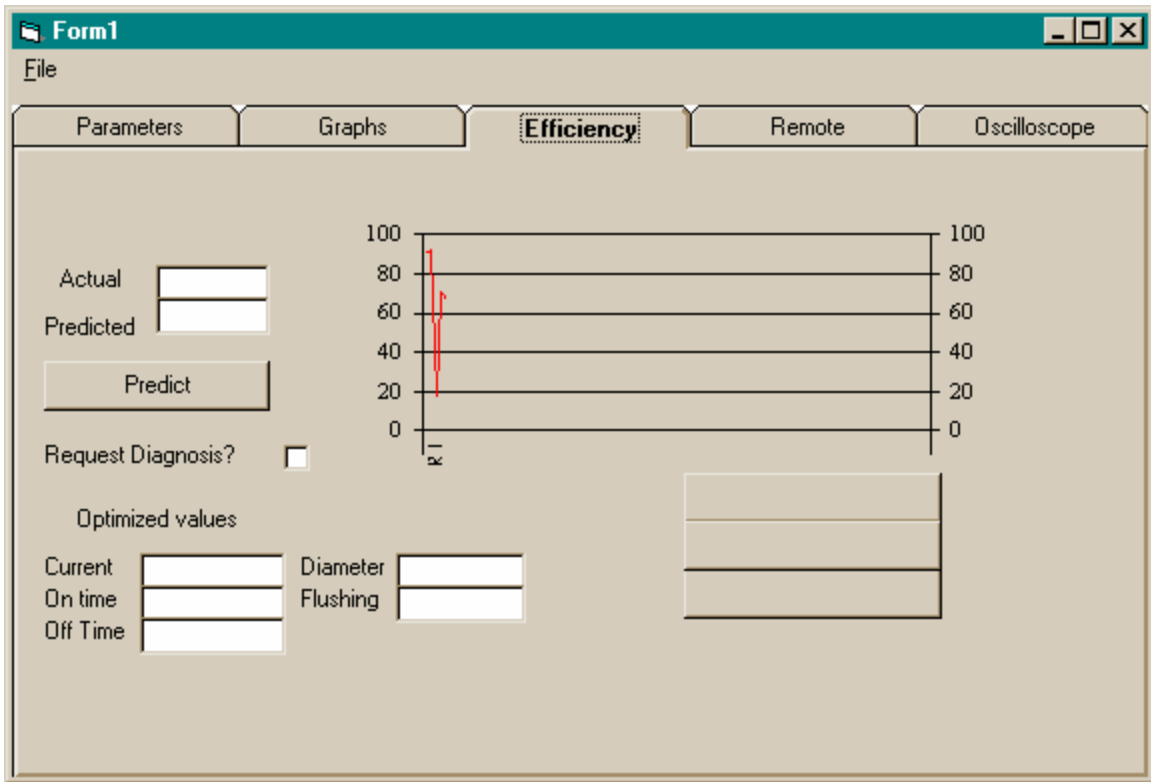 Form1
File
Parameters Graphs Efficiency Remote Oscilloscope
100 100
80 80
Actual
60 60
Predicted
40 40
Predict
20 20
0 0
Request Diagnosis?
Optimized values
Current Diameter
On time Flushing
Off Time